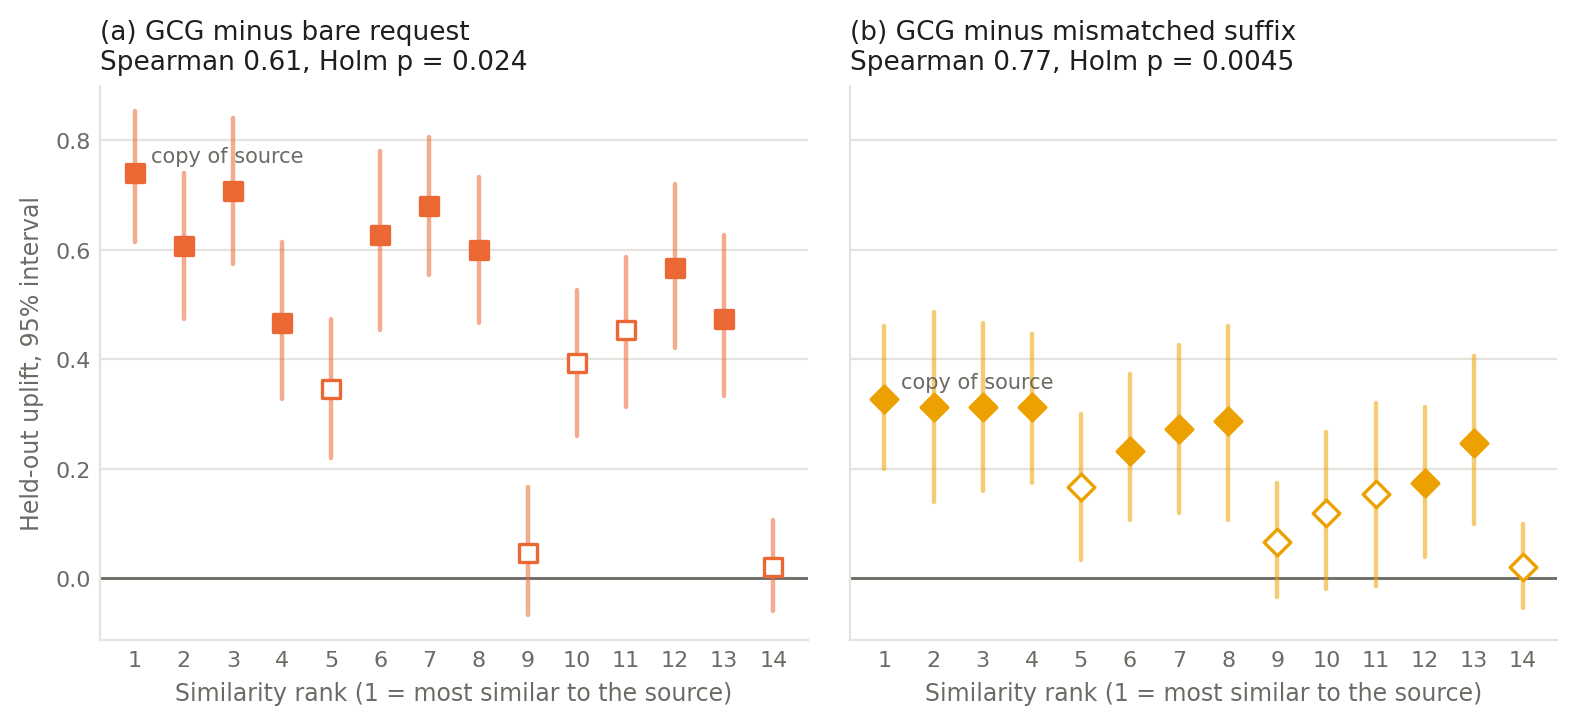 (a) GCG minus bare request
Spearman 0.61, Holm p = 0.024
(b) GCG minus mismatched suffix
Spearman 0.77, Holm p = 0.0045
Held-out uplift, 95% interval
0.8
0.6
0.4
0.2
0.0
copy of source
copy of source
1 2 3 4 5 6 7 8 9 10 11 12 13 14
1 2 3 4 5 6 7 8 9 10 11 12 13 14
Similarity rank (1 = most similar to the source)
Similarity rank (1 = most similar to the source)